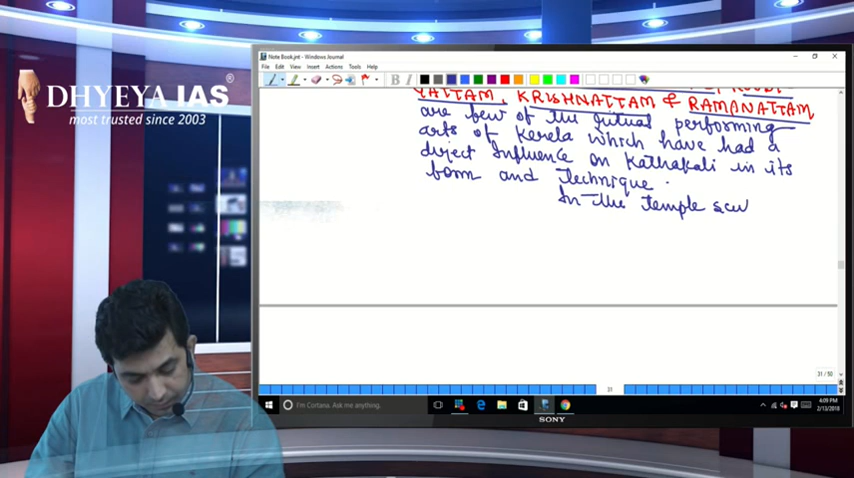 DHYEYA IAS®
most trusted since 2003
Note Book.jnt - Windows Journal
File Edit View Insert Actions Tools Help
B I
YATTAM, KRISHNATTAM & RAMANATTAM
are few of the ritual performing
arts of Kerela which have had a
direct Influence on Kathakali in its
form and Technique.
In the temple scu
31
31 / 50
I'm Cortana. Ask me anything.
4:09 PM
2/13/2018
SONY